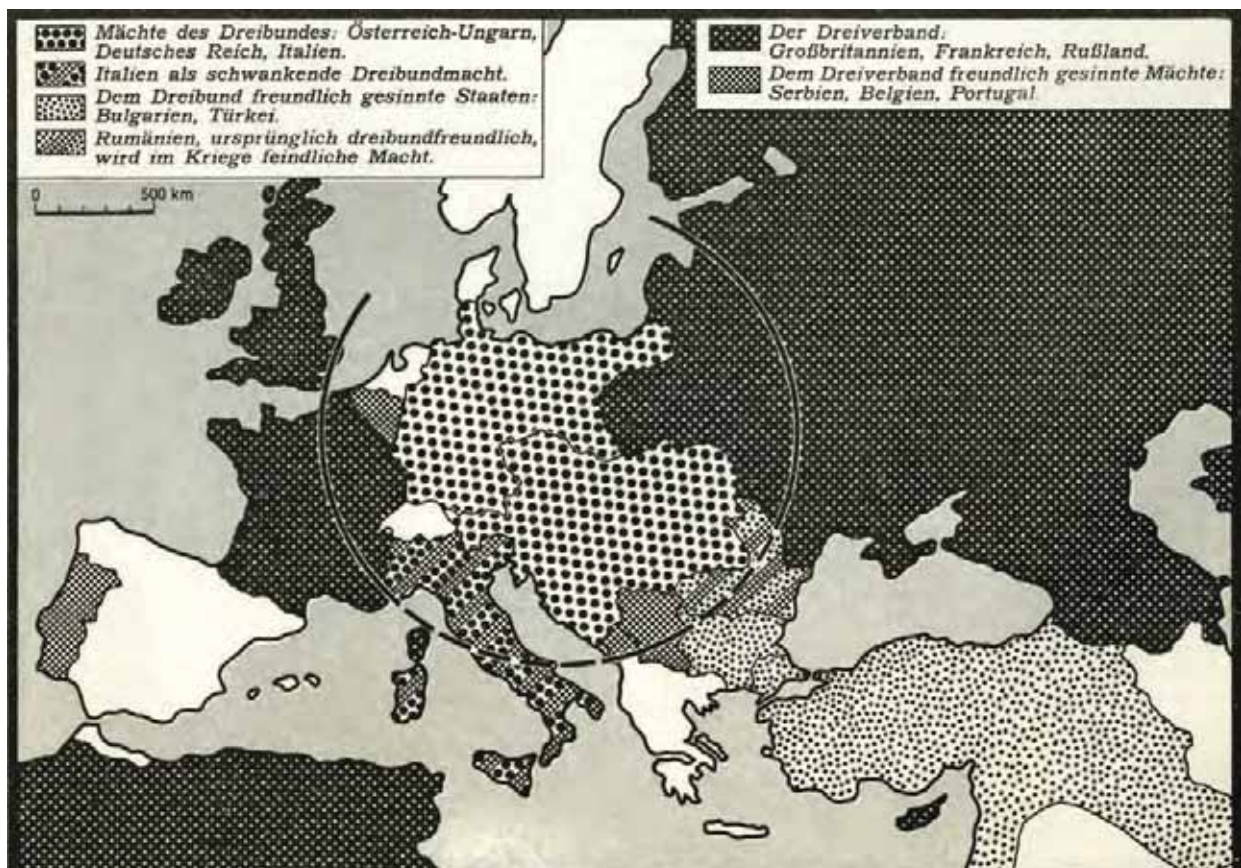 Mächte des Dreibundes: Österreich-Ungarn,
Deutsches Reich, Italien.
Italien als schwankende Dreibundmacht.
Dem Dreibund freundlich gesinnte Staaten:
Bulgarien, Türkei.
Rumänien, ursprünglich dreibundfreundlich,
wird im Kriege feindliche Macht.
0 500 km
Der Dreiverband:
Großbritannien, Frankreich, Rußland.
Dem Dreiverband freundlich gesinnte Mächte:
Serbien, Belgien, Portugal.